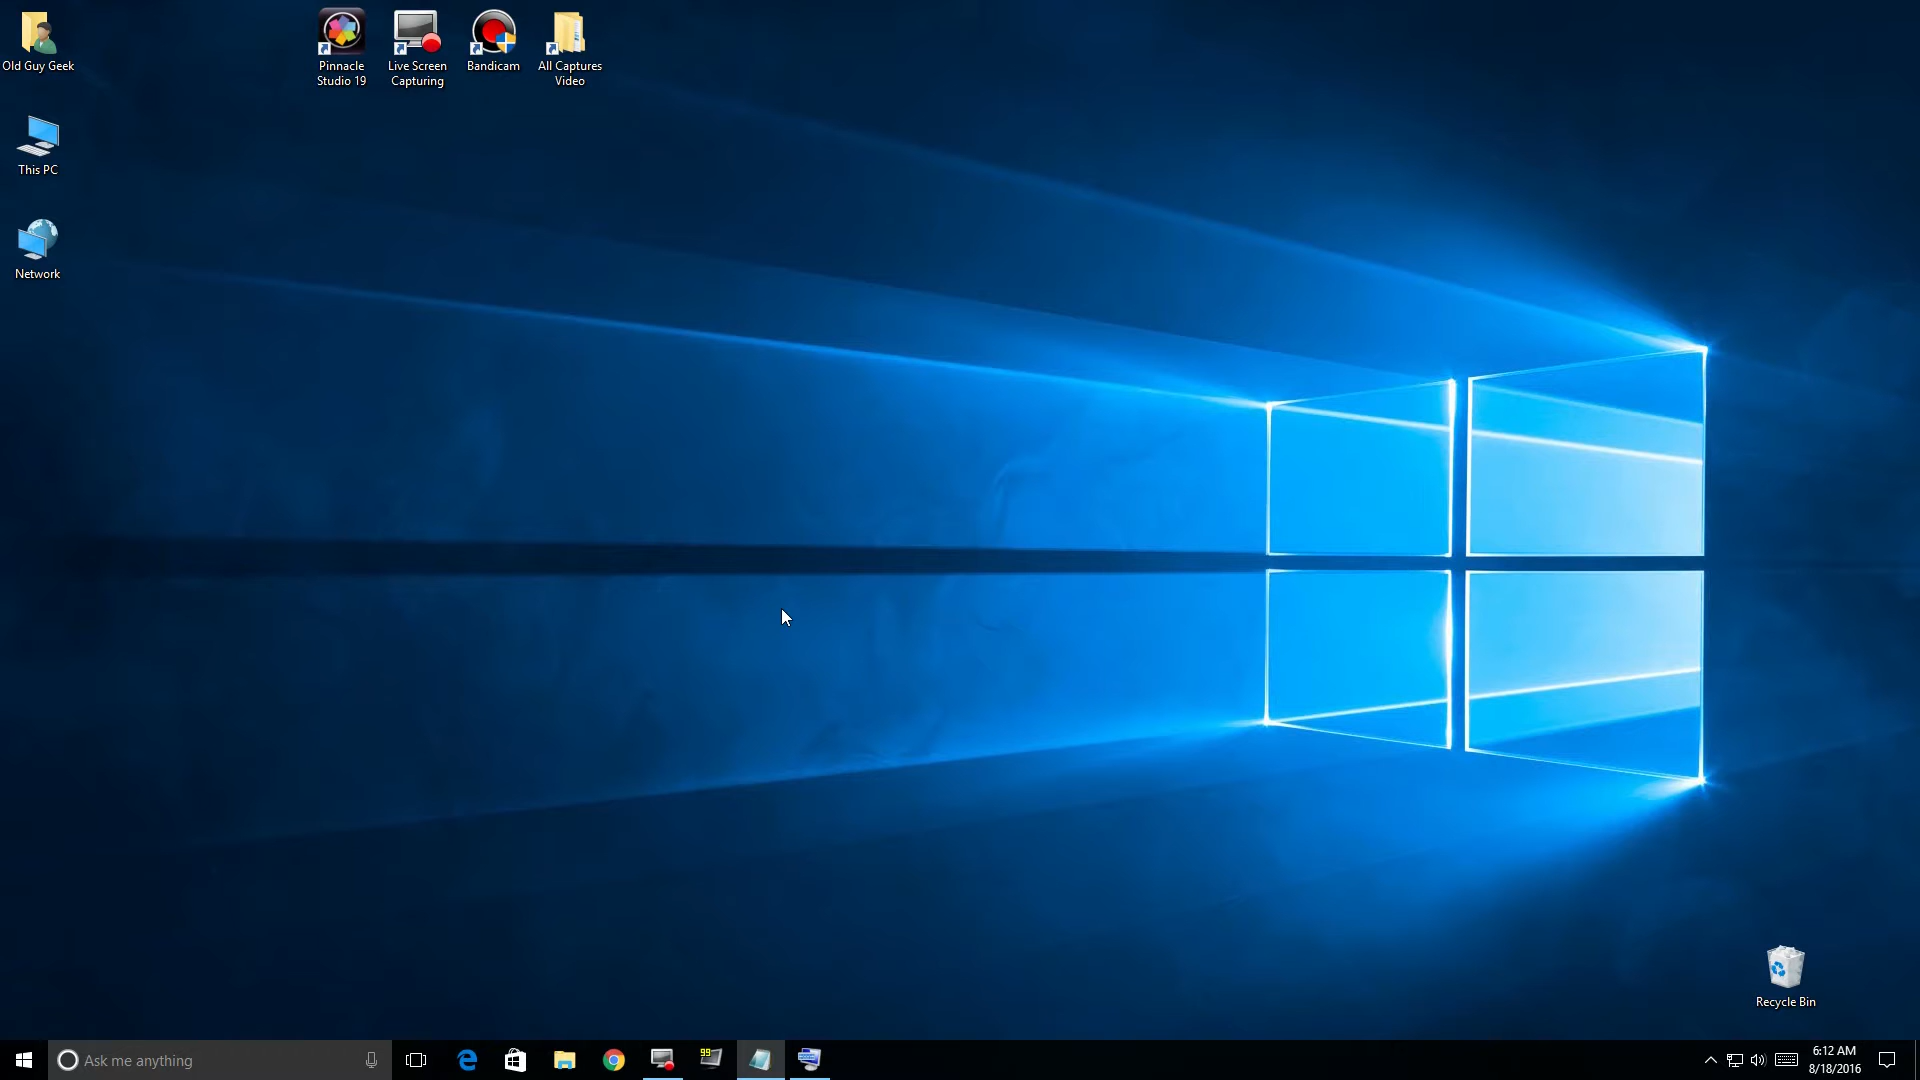 Old Guy Geek
Pinnacle
Studio 19
Live Screen
Capturing
Bandicam
All Captures
Video
This PC
Network
Recycle Bin
Ask me anything
99
6:12 AM
8/18/2016